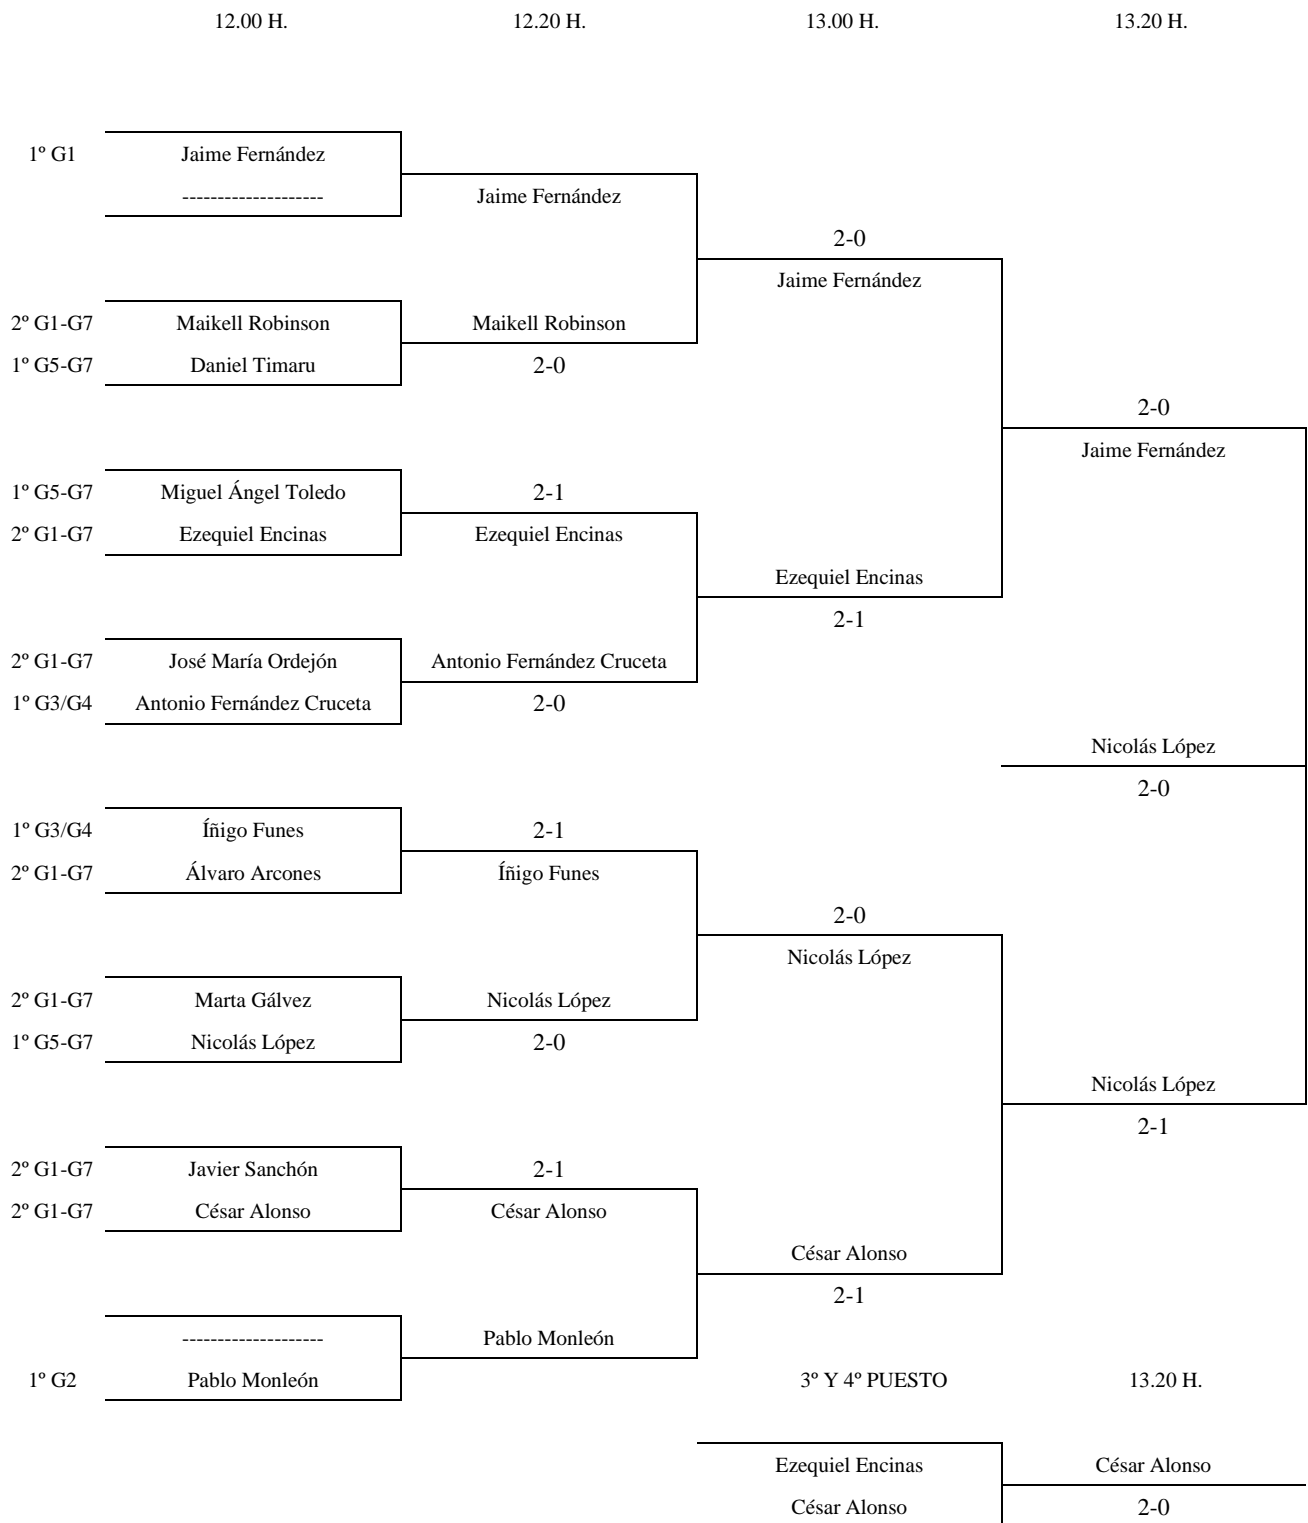 12.00 H. 12.20 H. 13.00 H. 13.20 H.
1º G1 Jaime Fernández
-------------------- Jaime Fernández
2-0
Jaime Fernández
2º G1-G7 Maikell Robinson Maikell Robinson
1º G5-G7 Daniel Timaru 2-0
2-0
Jaime Fernández
1º G5-G7 Miguel Ángel Toledo 2-1
2º G1-G7 Ezequiel Encinas Ezequiel Encinas
Ezequiel Encinas
2-1
2º G1-G7 José María Ordejón Antonio Fernández Cruceta
1º G3/G4 Antonio Fernández Cruceta 2-0
Nicolás López
2-0
1º G3/G4 Íñigo Funes 2-1
2º G1-G7 Álvaro Arcones Íñigo Funes
2-0
Nicolás López
2º G1-G7 Marta Gálvez Nicolás López
1º G5-G7 Nicolás López 2-0
Nicolás López
2-1
2º G1-G7 Javier Sanchón 2-1
2º G1-G7 César Alonso César Alonso
César Alonso
2-1
-------------------- Pablo Monleón
1º G2 Pablo Monleón 3º Y 4º PUESTO 13.20 H.
Ezequiel Encinas César Alonso
César Alonso 2-0